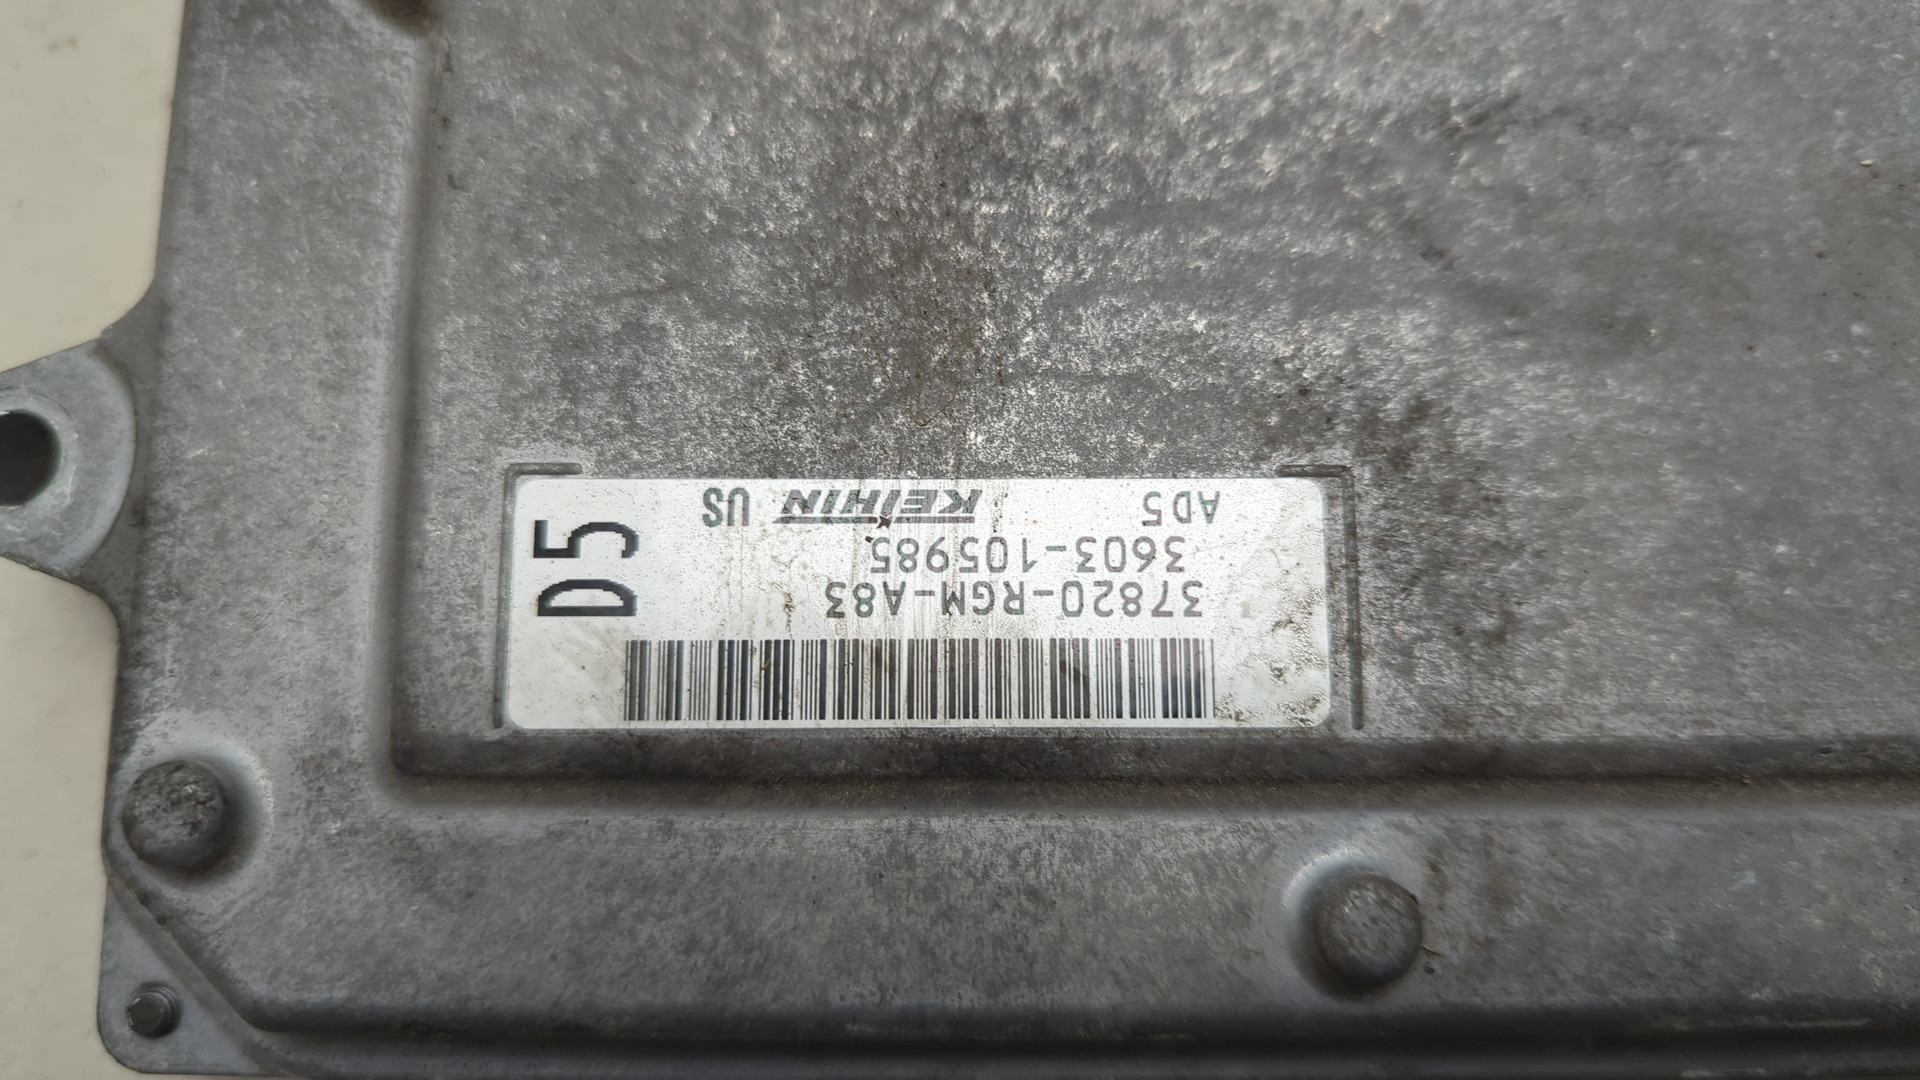 37820-RGM-A83
3603-105985
AD5 KEIHIN US
D5